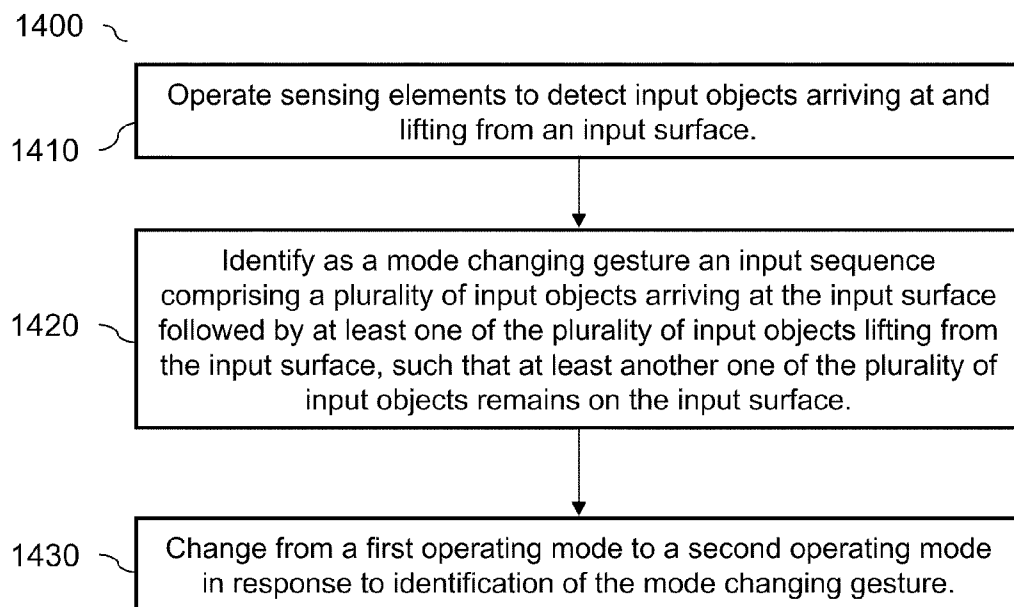 1400
Operate sensing elements to detect input objects arriving at and
lifting from an input surface.
1410
Identify as a mode changing gesture an input sequence
comprising a plurality of input objects arriving at the input surface
followed by at least one of the plurality of input objects lifting from
the input surface, such that at least another one of the plurality of
input objects remains on the input surface.
1420
Change from a first operating mode to a second operating mode
in response to identification of the mode changing gesture.
1430